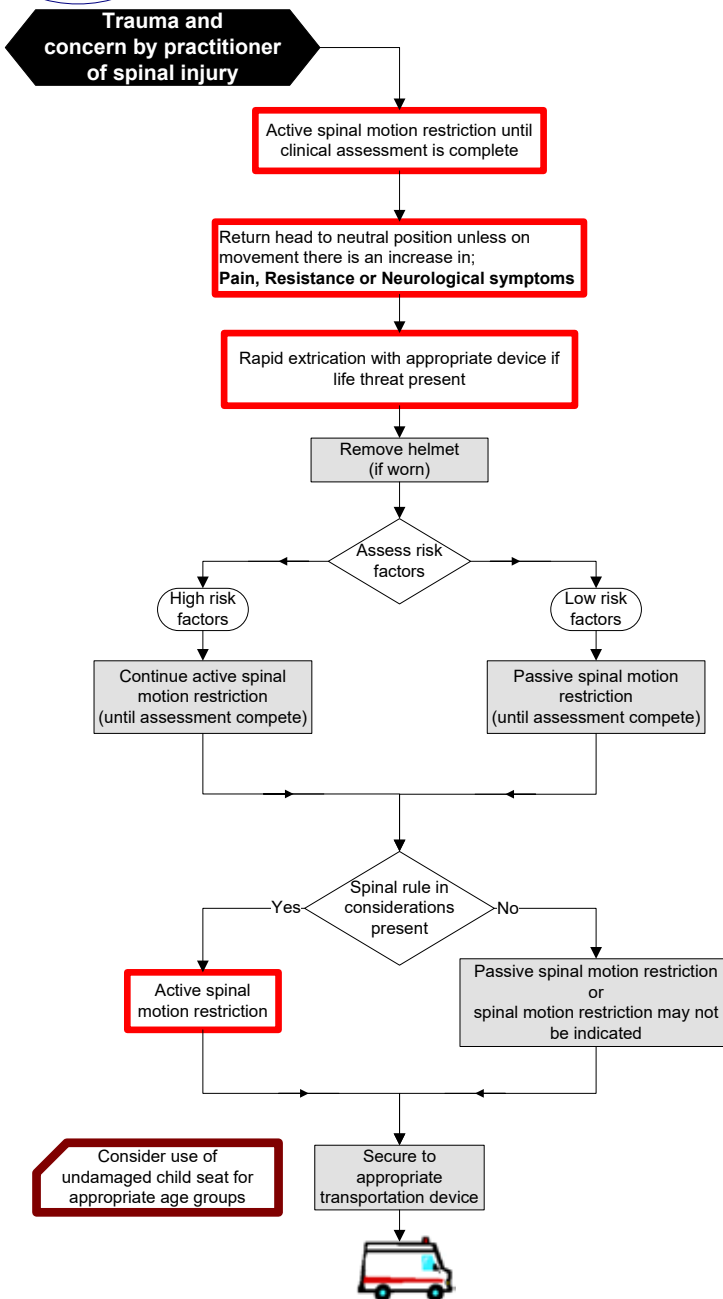 Trauma and
concern by practitioner
of spinal injury
Active spinal motion restriction until
clinical assessment is complete
Return head to neutral position unless on
movement there is an increase in;
Pain, Resistance or Neurological symptoms
Rapid extrication with appropriate device if
life threat present
Remove helmet
(if worn)
Assess risk
factors
High risk
factors
Low risk
factors
Continue active spinal
motion restriction
(until assessment compete)
Passive spinal motion
restriction
(until assessment compete)
Spinal rule in
considerations
present
Yes
No
Active spinal
motion restriction
Passive spinal motion restriction
or
spinal motion restriction may not
be indicated
Consider use of
undamaged child seat for
appropriate age groups
Secure to
appropriate
transportation device